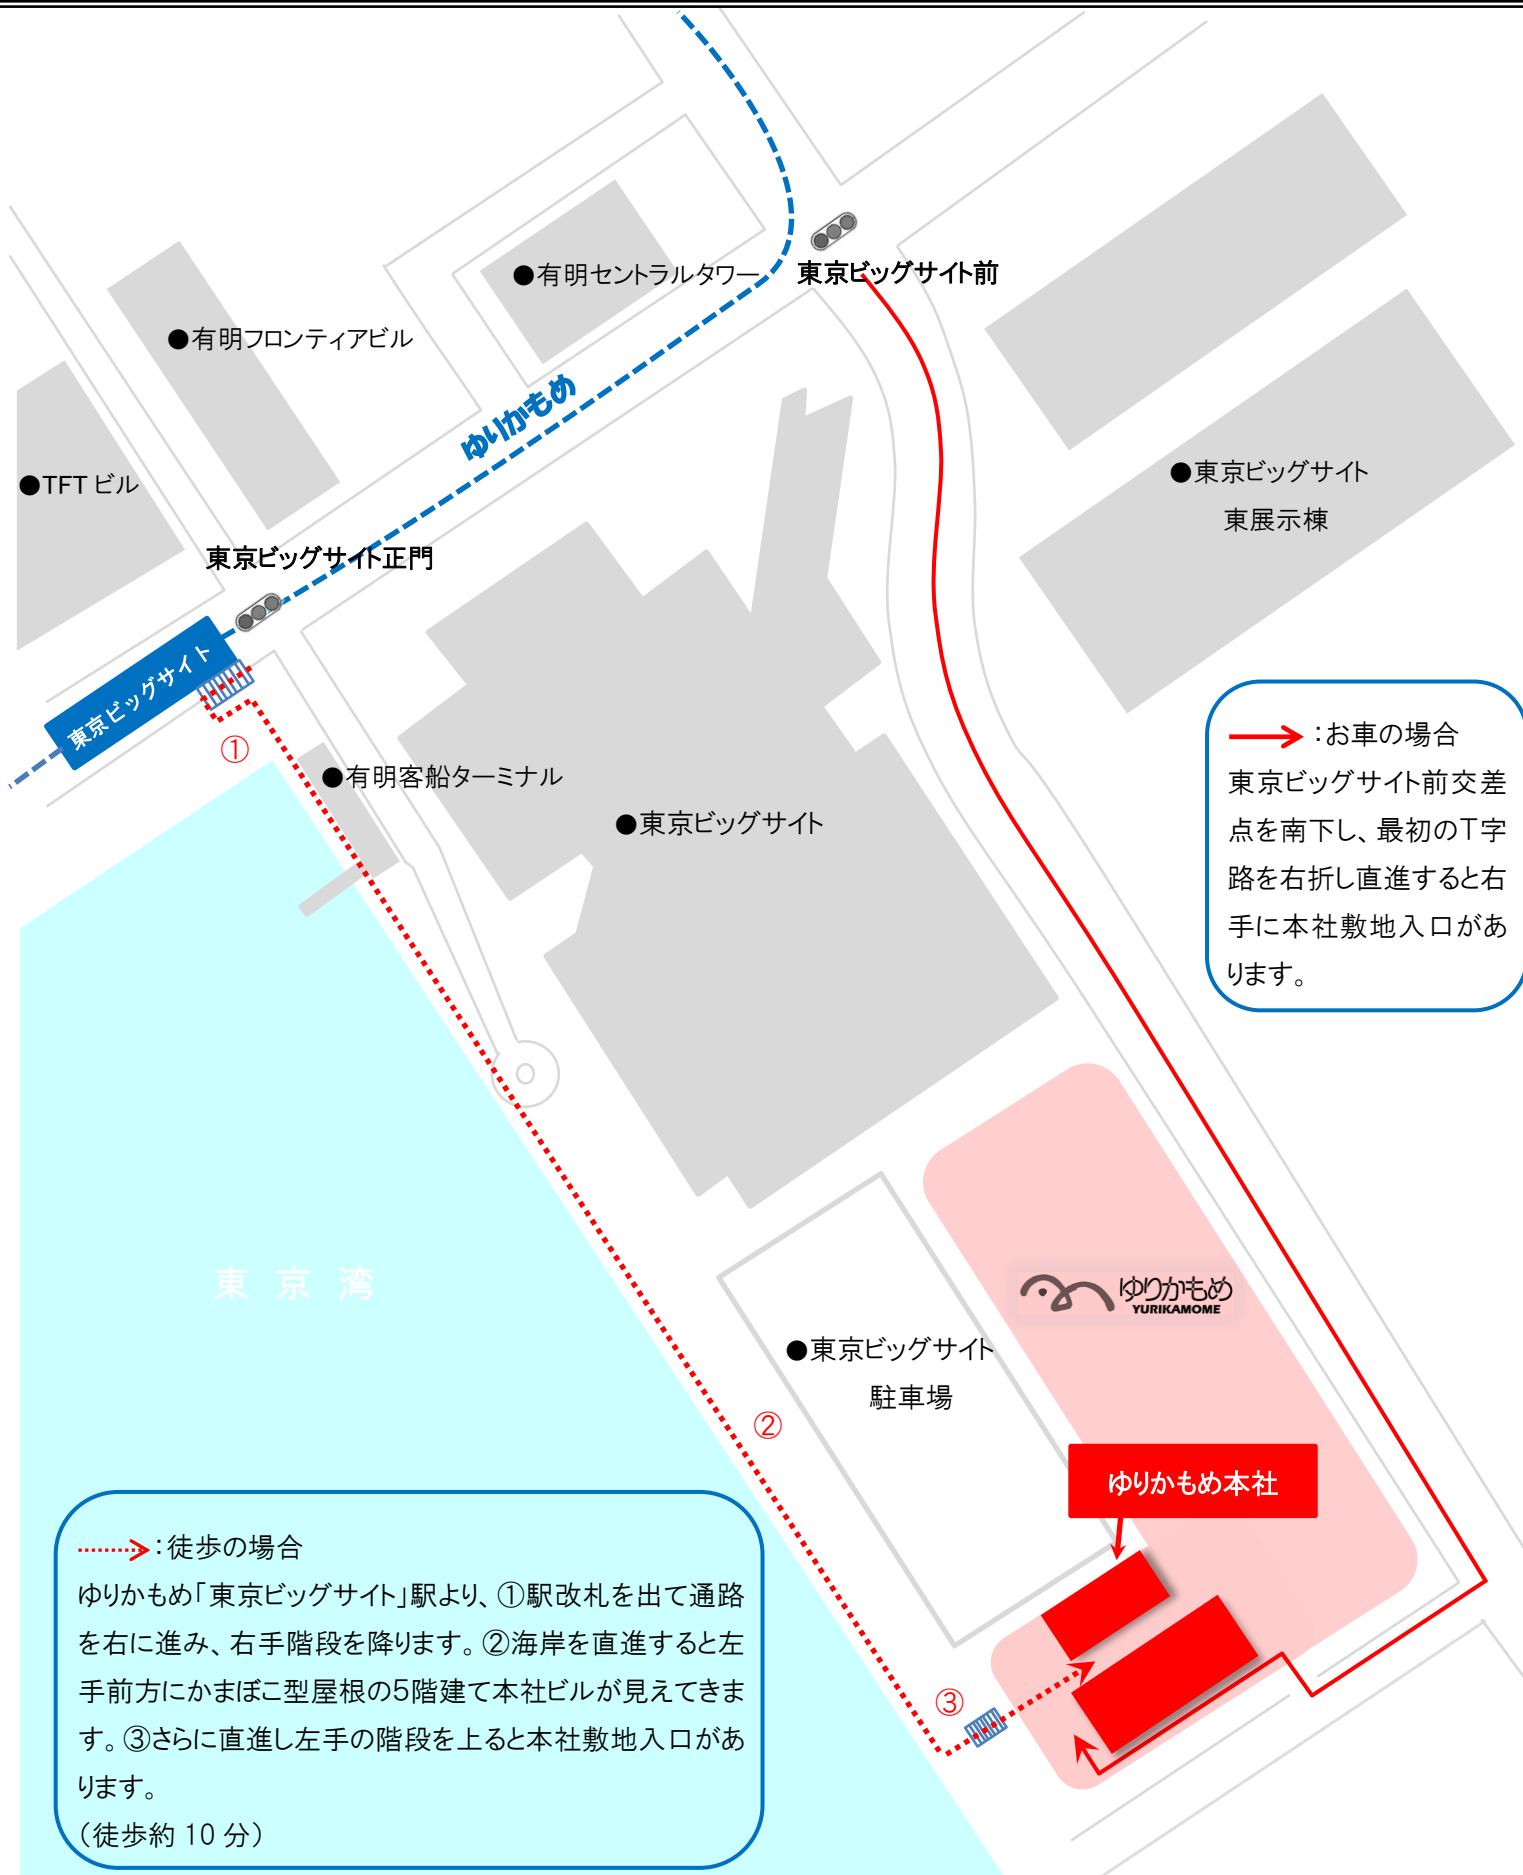 ●有明セントラルタワー
東京ビッグサイト前
●有明フロンティアビル
ゆりかもめ
●TFTビル
●東京ビッグサイト
東展示棟
東京ビッグサイト正門
東京ビッグサイト
①
●有明客船ターミナル
●東京ビッグサイト
：お車の場合
東京ビッグサイト前交差
点を南下し、最初のT字
路を右折し直進すると右
手に本社敷地入口があ
ります。
東京湾
ゆりかもめ
YURIKAMOME
●東京ビッグサイト
駐車場
②
ゆりかもめ本社
③
：徒歩の場合
ゆりかもめ「東京ビッグサイト」駅より、①駅改札を出て通路
を右に進み、右手階段を降ります。②海岸を直進すると左
手前方にかまぼこ型屋根の5階建て本社ビルが見えてきま
す。③さらに直進し左手の階段を上ると本社敷地入口があ
ります。
（徒歩約 10 分）